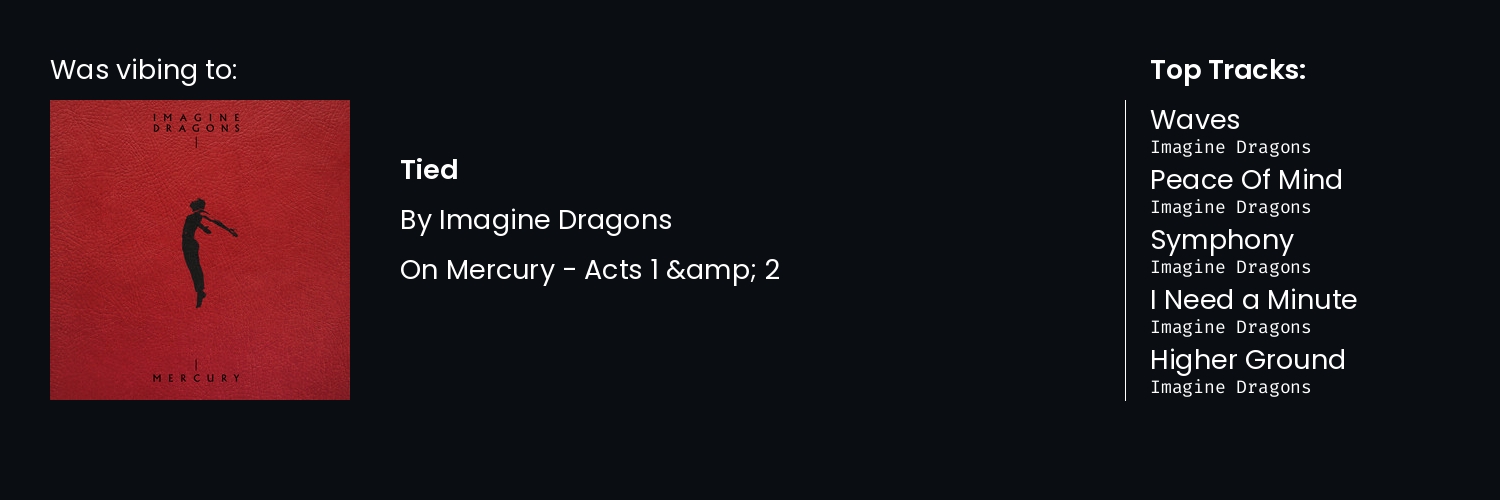 Was vibing to:
IMAGINE
DRAGONS
MERCURY
Tied
By Imagine Dragons
On Mercury - Acts 1 &amp; 2
Top Tracks:
Waves
Imagine Dragons
Peace Of Mind
Imagine Dragons
Symphony
Imagine Dragons
I Need a Minute
Imagine Dragons
Higher Ground
Imagine Dragons